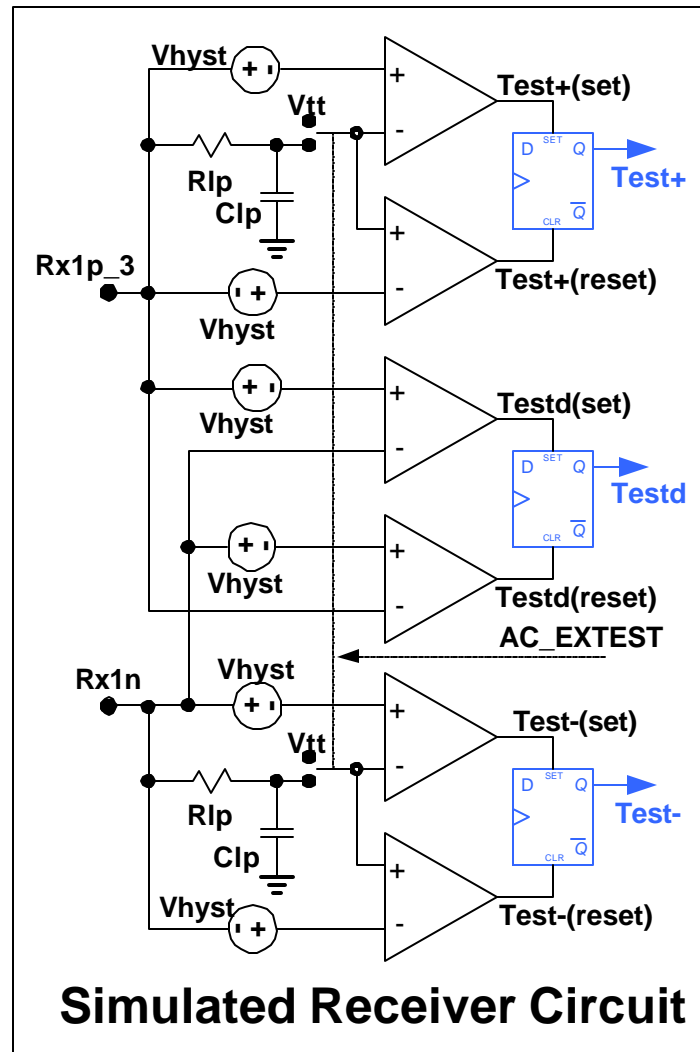 Vhyst
+ -
+
Test+(set)
Vtt
-
D SET Q
Test+
Rlp
Clp
CLR Q
Rx1p_3
+
Test+(reset)
- +
-
Vhyst
+ -
+
Testd(set)
Vhyst
-
D SET Q
Testd
CLR Q
+ -
+
Vhyst
Testd(reset)
-
AC_EXTEST
Rx1n
Vhyst
+ -
+
Test-(set)
Vtt
-
D SET Q
Test-
Rlp
Clp
CLR Q
+
Vhyst
Test-(reset)
- +
-
Simulated Receiver Circuit